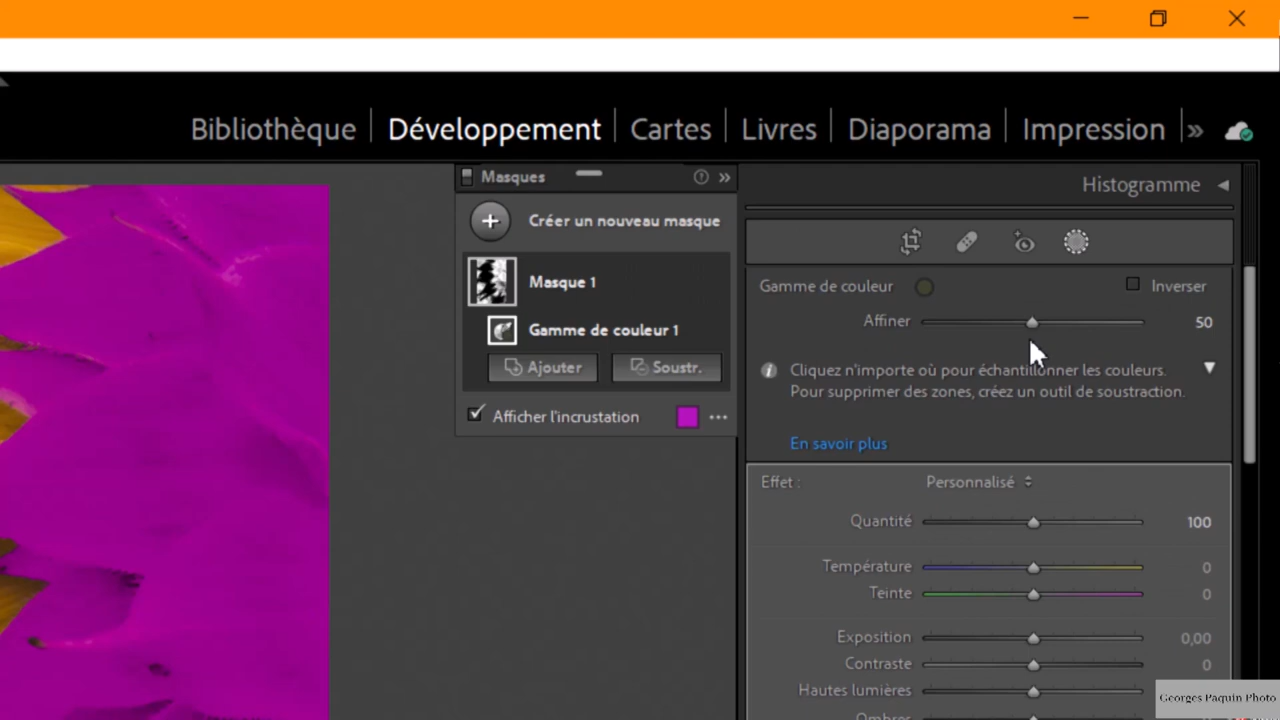 Bibliothèque | Développement | Cartes | Livres | Diaporama | Impression
Masques
Histogramme
Créer un nouveau masque
Masque 1
Gamme de couleur 1
Ajouter Soustr.
Afficher l'incrustation
Gamme de couleur Inverser
Affiner 50
Cliquez n'importe où pour échantillonner les couleurs.
Pour supprimer des zones, créez un outil de soustraction.
En savoir plus
Effet : Personnalisé
Quantité 100
Température 0
Teinte 0
Exposition 0,00
Contraste 0
Hautes lumières
Ombres
Georges Paquin Photo